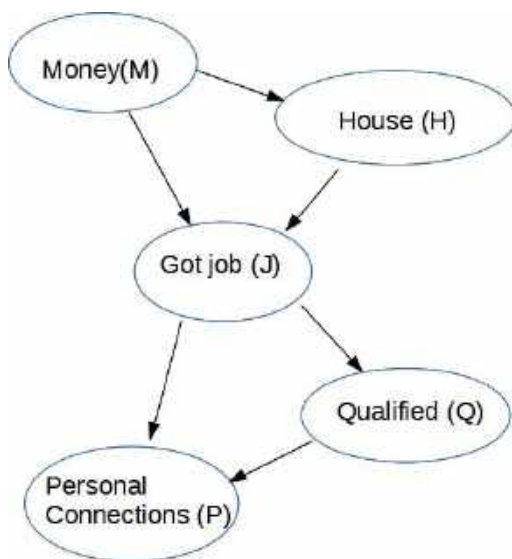 Money(M)
House (H)
Got job (J)
Qualified (Q)
Personal
Connections (P)